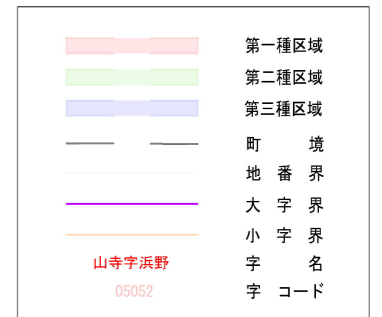 第一種区域
第二種区域
第三種区域
町 境
地 番 界
大 字 界
小 字 界
山寺字浜野 字 名
05052 字 コード